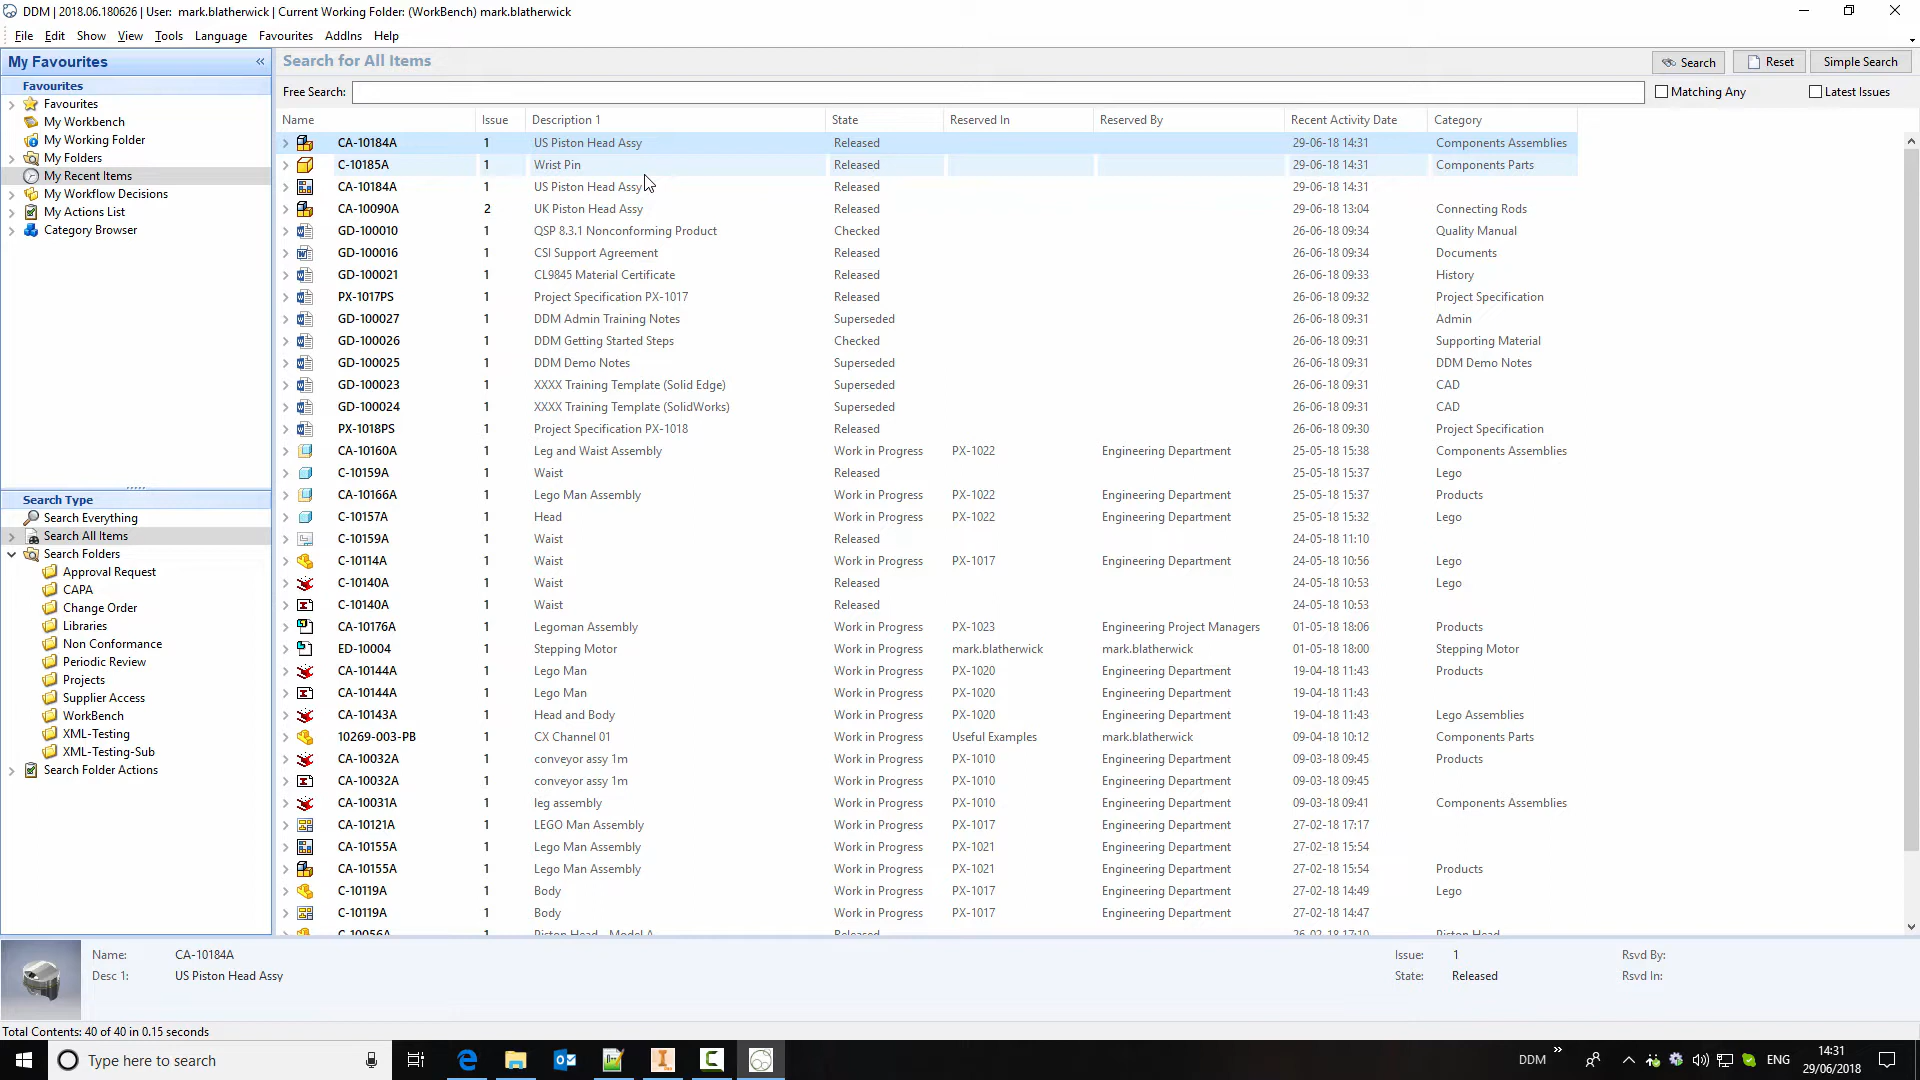 DDM | 2018.06.180626 | User: mark.blatherwick | Current Working Folder: (WorkBench) mark.blatherwick
File Edit Show View Tools Language Favourites AddIns Help
My Favourites «
Favourites
Favourites
My Workbench
My Working Folder
My Folders
My Recent Items
My Workflow Decisions
My Actions List
Category Browser
Search Type
Search Everything
Search All Items
Search Folders
Approval Request
CAPA
Change Order
Libraries
Non Conformance
Periodic Review
Projects
Supplier Access
WorkBench
XML-Testing
XML-Testing-Sub
Search Folder Actions
Search for All Items Search Reset Simple Search
Free Search: Matching Any Latest Issues
Name Issue Description 1 State Reserved In Reserved By Recent Activity Date Category
CA-10184A 1 US Piston Head Assy Released 29-06-18 14:31 Components Assemblies
C-10185A 1 Wrist Pin Released 29-06-18 14:31 Components Parts
CA-10184A 1 US Piston Head Assy Released 29-06-18 14:31
CA-10090A 2 UK Piston Head Assy Released 29-06-18 13:04 Connecting Rods
GD-100010 1 QSP 8.3.1 Nonconforming Product Checked 26-06-18 09:34 Quality Manual
GD-100016 1 CSI Support Agreement Released 26-06-18 09:34 Documents
GD-100021 1 CL9845 Material Certificate Released 26-06-18 09:33 History
PX-1017PS 1 Project Specification PX-1017 Released 26-06-18 09:32 Project Specification
GD-100027 1 DDM Admin Training Notes Superseded 26-06-18 09:31 Admin
GD-100026 1 DDM Getting Started Steps Checked 26-06-18 09:31 Supporting Material
GD-100025 1 DDM Demo Notes Superseded 26-06-18 09:31 DDM Demo Notes
GD-100023 1 XXXX Training Template (Solid Edge) Superseded 26-06-18 09:31 CAD
GD-100024 1 XXXX Training Template (SolidWorks) Superseded 26-06-18 09:31 CAD
PX-1018PS 1 Project Specification PX-1018 Released 26-06-18 09:30 Project Specification
CA-10160A 1 Leg and Waist Assembly Work in Progress PX-1022 Engineering Department 25-05-18 15:38 Components Assemblies
C-10159A 1 Waist Released 25-05-18 15:37 Lego
CA-10166A 1 Lego Man Assembly Work in Progress PX-1022 Engineering Department 25-05-18 15:37 Products
C-10157A 1 Head Work in Progress PX-1022 Engineering Department 25-05-18 15:32 Lego
C-10159A 1 Waist Released 25-05-18 11:10
C-10114A 1 Waist Work in Progress PX-1017 Engineering Department 24-05-18 10:56 Lego
C-10140A 1 Waist Released 24-05-18 10:53 Lego
C-10140A 1 Waist Released 24-05-18 10:53
CA-10176A 1 Legoman Assembly Work in Progress PX-1023 Engineering Project Managers 01-05-18 18:06 Products
ED-10004 1 Stepping Motor Work in Progress mark.blatherwick mark.blatherwick 01-05-18 18:00 Stepping Motor
CA-10144A 1 Lego Man Work in Progress PX-1020 Engineering Department 19-04-18 11:43 Products
CA-10144A 1 Lego Man Work in Progress PX-1020 Engineering Department 19-04-18 11:43
CA-10143A 1 Head and Body Work in Progress PX-1020 Engineering Department 19-04-18 11:43 Lego Assemblies
10269-003-PB 1 CX Channel 01 Work in Progress Useful Examples mark.blatherwick 09-04-18 10:12 Components Parts
CA-10032A 1 conveyor assy 1m Work in Progress PX-1010 Engineering Department 09-03-18 09:45 Products
CA-10032A 1 conveyor assy 1m Work in Progress PX-1010 Engineering Department 09-03-18 09:45
CA-10031A 1 leg assembly Work in Progress PX-1010 Engineering Department 09-03-18 09:41 Components Assemblies
CA-10121A 1 LEGO Man Assembly Work in Progress PX-1017 Engineering Department 27-02-18 17:17
CA-10155A 1 Lego Man Assembly Work in Progress PX-1021 Engineering Department 27-02-18 15:54
CA-10155A 1 Lego Man Assembly Work in Progress PX-1021 Engineering Department 27-02-18 15:54 Products
C-10119A 1 Body Work in Progress PX-1017 Engineering Department 27-02-18 14:49 Lego
C-10119A 1 Body Work in Progress PX-1017 Engineering Department 27-02-18 14:47
Name: CA-10184A Issue: 1 Rsvd By:
Desc 1: US Piston Head Assy State: Released Rsvd In:
Total Contents: 40 of 40 in 0.15 seconds
Type here to search DDM ENG 14:31
29/06/2018